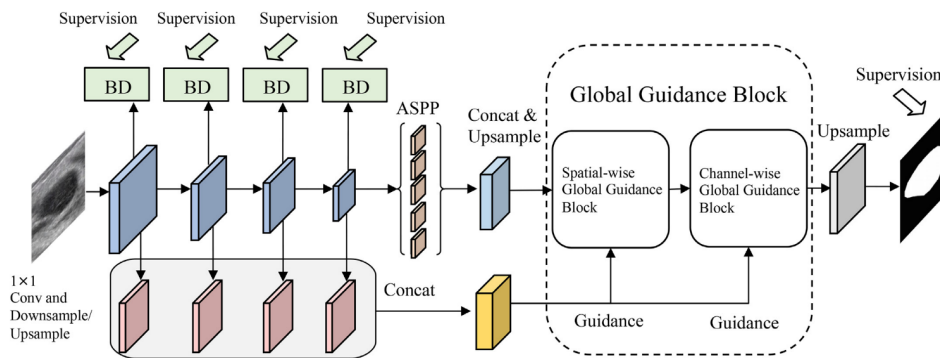 Supervision
Supervision
Supervision
Supervision
BD
BD
BD
BD
ASPP
Concat &
Upsample
Global Guidance Block
Supervision
Upsample
Spatial-wise
Global Guidance
Block
Channel-wise
Global Guidance
Block
1×1
Conv and
Downsample/
Upsample
Concat
Guidance
Guidance